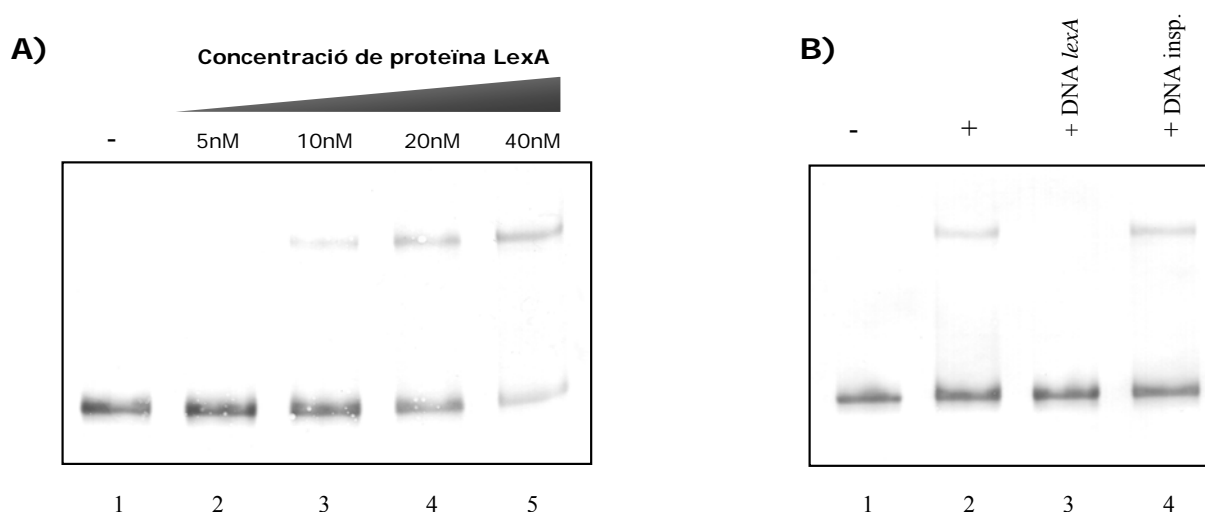 A)
Concentració de proteïna LexA
- 5nM 10nM 20nM 40nM
1 2 3 4 5
B)
- + + DNA lexA + DNA insp.
1 2 3 4